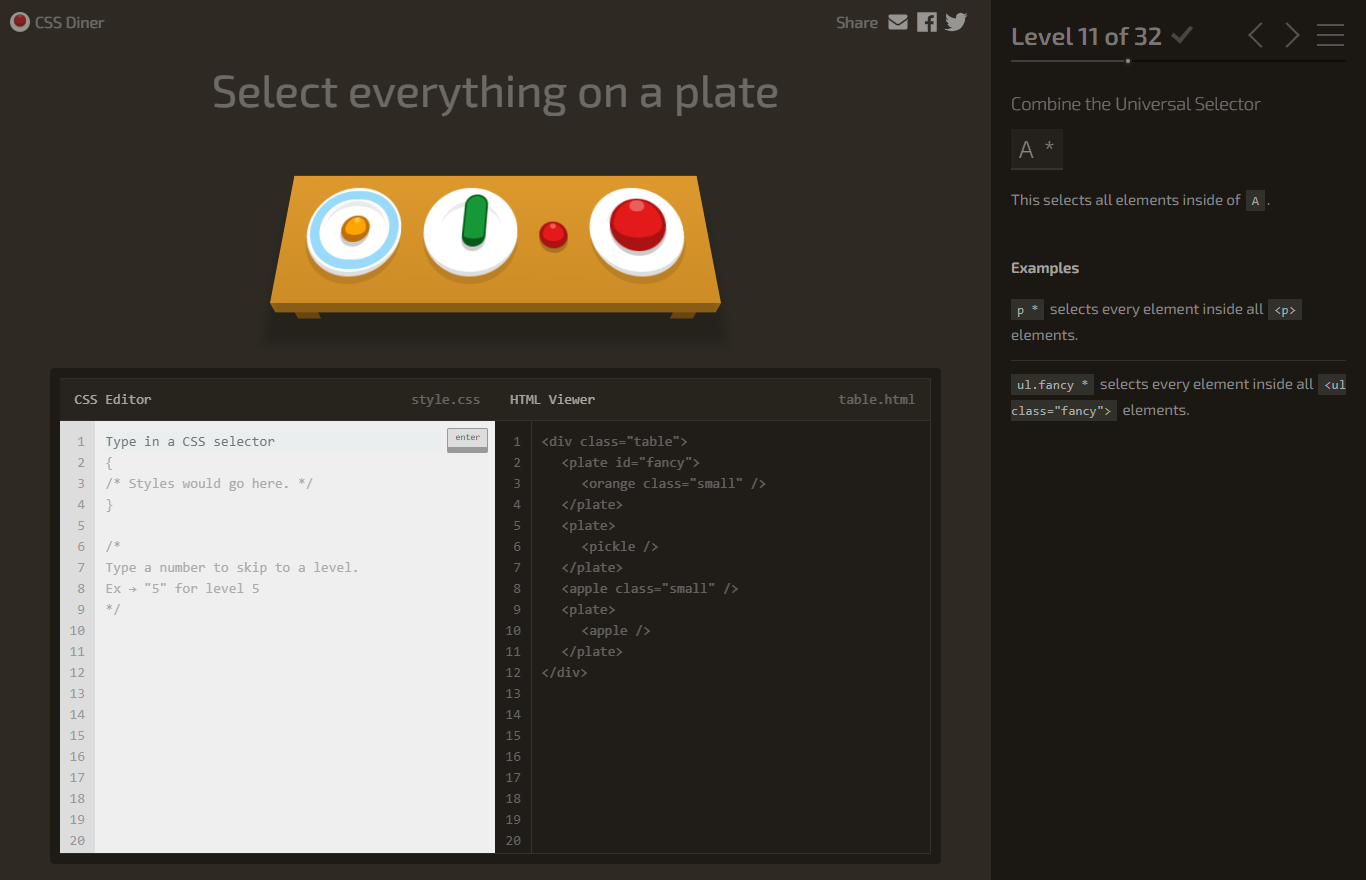 CSS Diner
Share
Select everything on a plate
CSS Editor style.css
1 Type in a CSS selector enter
2 {
3 /* Styles would go here. */
4 }
5
6 /*
7 Type a number to skip to a level.
8 Ex → "5" for level 5
9 */
10
11
12
13
14
15
16
17
18
19
20
HTML Viewer table.html
1 <div class="table">
2 <plate id="fancy">
3 <orange class="small" />
4 </plate>
5 <plate>
6 <pickle />
7 </plate>
8 <apple class="small" />
9 <plate>
10 <apple />
11 </plate>
12 </div>
13
14
15
16
17
18
19
20
Level 11 of 32
Combine the Universal Selector
A *
This selects all elements inside of A .
Examples
p * selects every element inside all <p>
elements.
ul.fancy * selects every element inside all <ul
class="fancy"> elements.